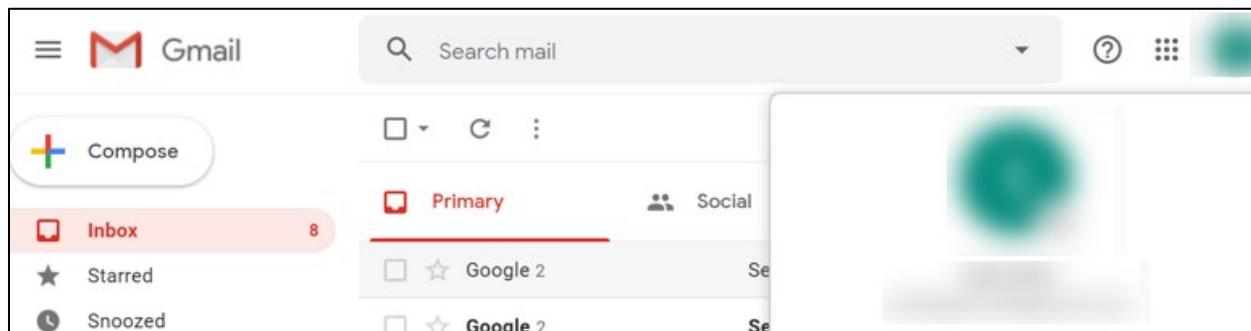 Gmail
Search mail
Compose
Primary
Social
Inbox 8
Google 2
Se
Starred
Google 2
Se
Snoozed